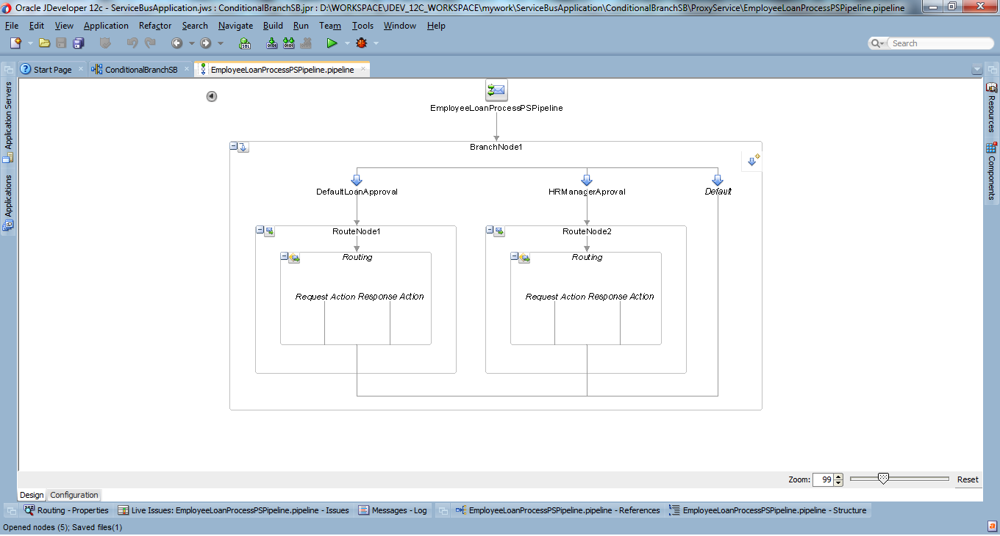 Oracle JDeveloper 12c - ServiceBusApplication.jws : ConditionalBranchSB.jpr : D:\WORKSPACE\JDEV_12C_WORKSPACE\mywork\ServiceBusApplication\ConditionalBranchSB\ProxyService\EmployeeLoanProcessPSPipeline.pipeline
File Edit View Application Refactor Search Navigate Build Run Team Tools Window Help
Search
Start Page ConditionalBranchSB EmployeeLoanProcessPSPipeline.pipeline
Application Servers
Applications
Resources
Components
EmployeeLoanProcessPSPipeline
BranchNode1
DefaultLoanApproval HRManagerAproval Default
RouteNode1 RouteNode2
Routing Routing
Request Action Response Action Request Action Response Action
Zoom: 99 Reset
Design Configuration
Routing - Properties Live Issues: EmployeeLoanProcessPSPipeline.pipeline - Issues Messages - Log EmployeeLoanProcessPSPipeline.pipeline - References EmployeeLoanProcessPSPipeline.pipeline - Structure
Opened nodes (5); Saved files(1)